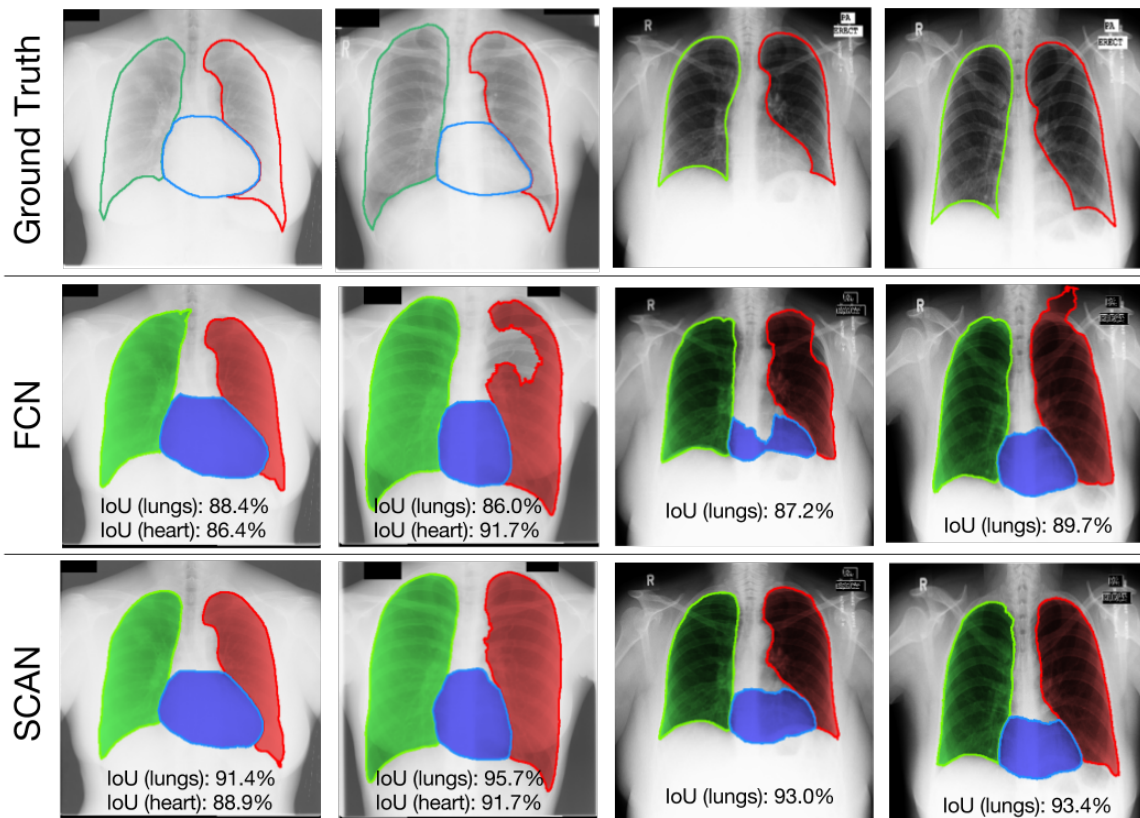 Ground Truth
R
R
PA
ERECT
R
PA
ERECT
FCN
R
R
IoU (lungs): 88.4%
IoU (heart): 86.4%
IoU (lungs): 86.0%
IoU (heart): 91.7%
IoU (lungs): 87.2%
IoU (lungs): 89.7%
SCAN
R
R
IoU (lungs): 91.4%
IoU (heart): 88.9%
IoU (lungs): 95.7%
IoU (heart): 91.7%
IoU (lungs): 93.0%
IoU (lungs): 93.4%